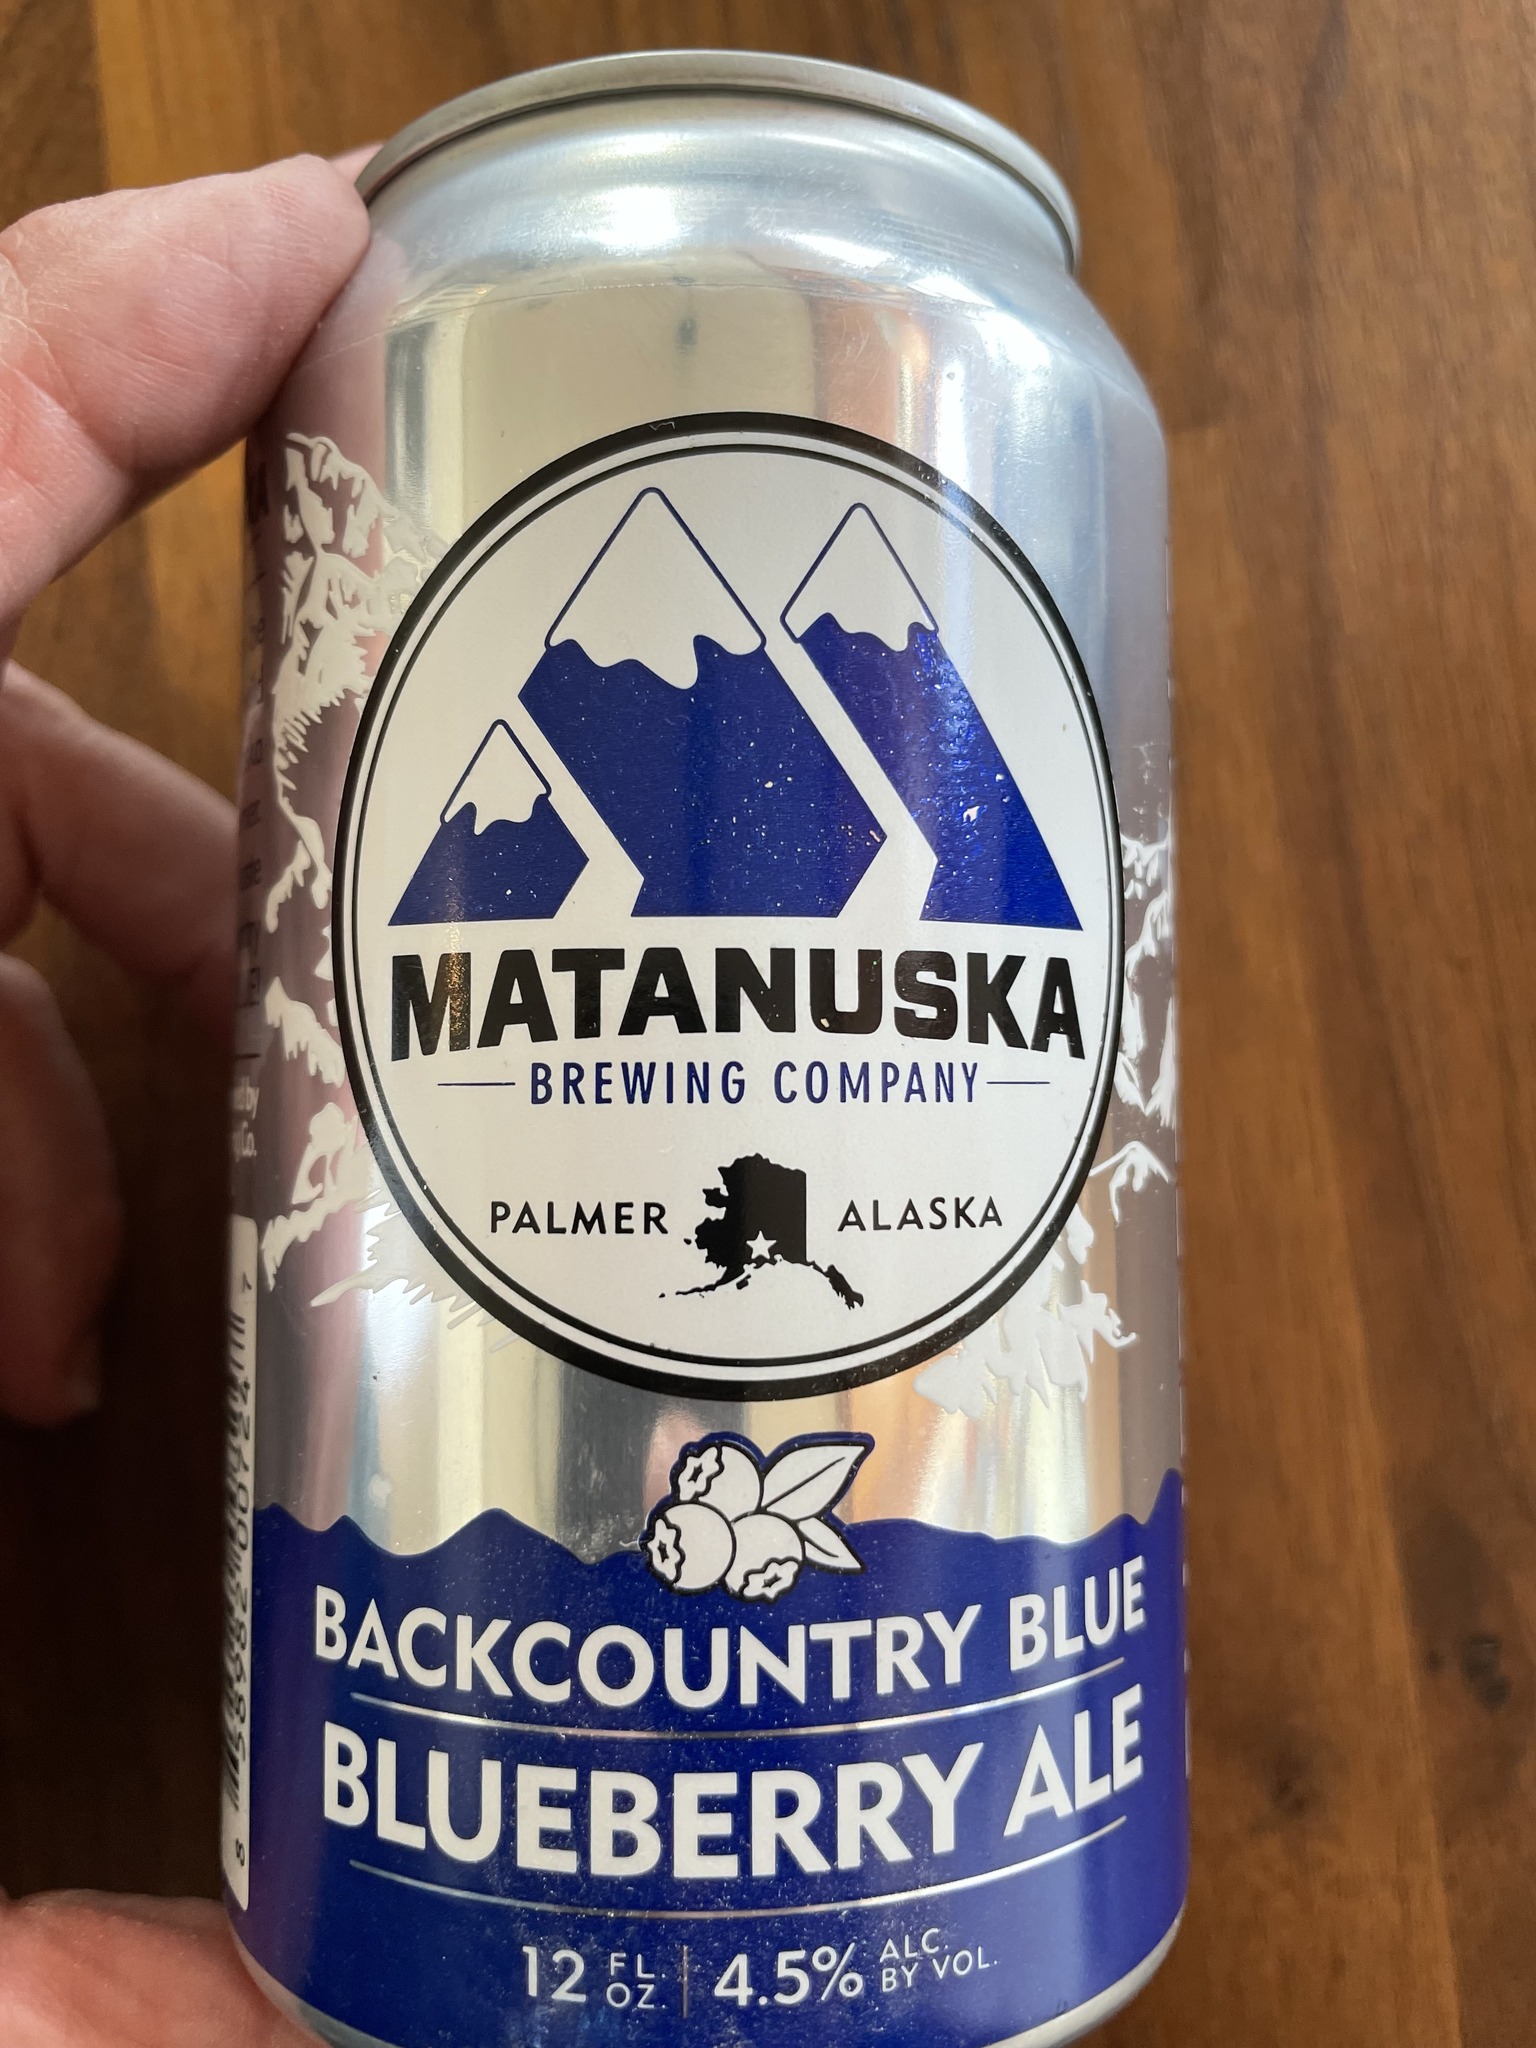 MATANUSKA
BREWING COMPANY
PALMER ALASKA
BACKCOUNTRY BLUE
BLUEBERRY ALE
12 FL. OZ. | 4.5% ALC. BY VOL.